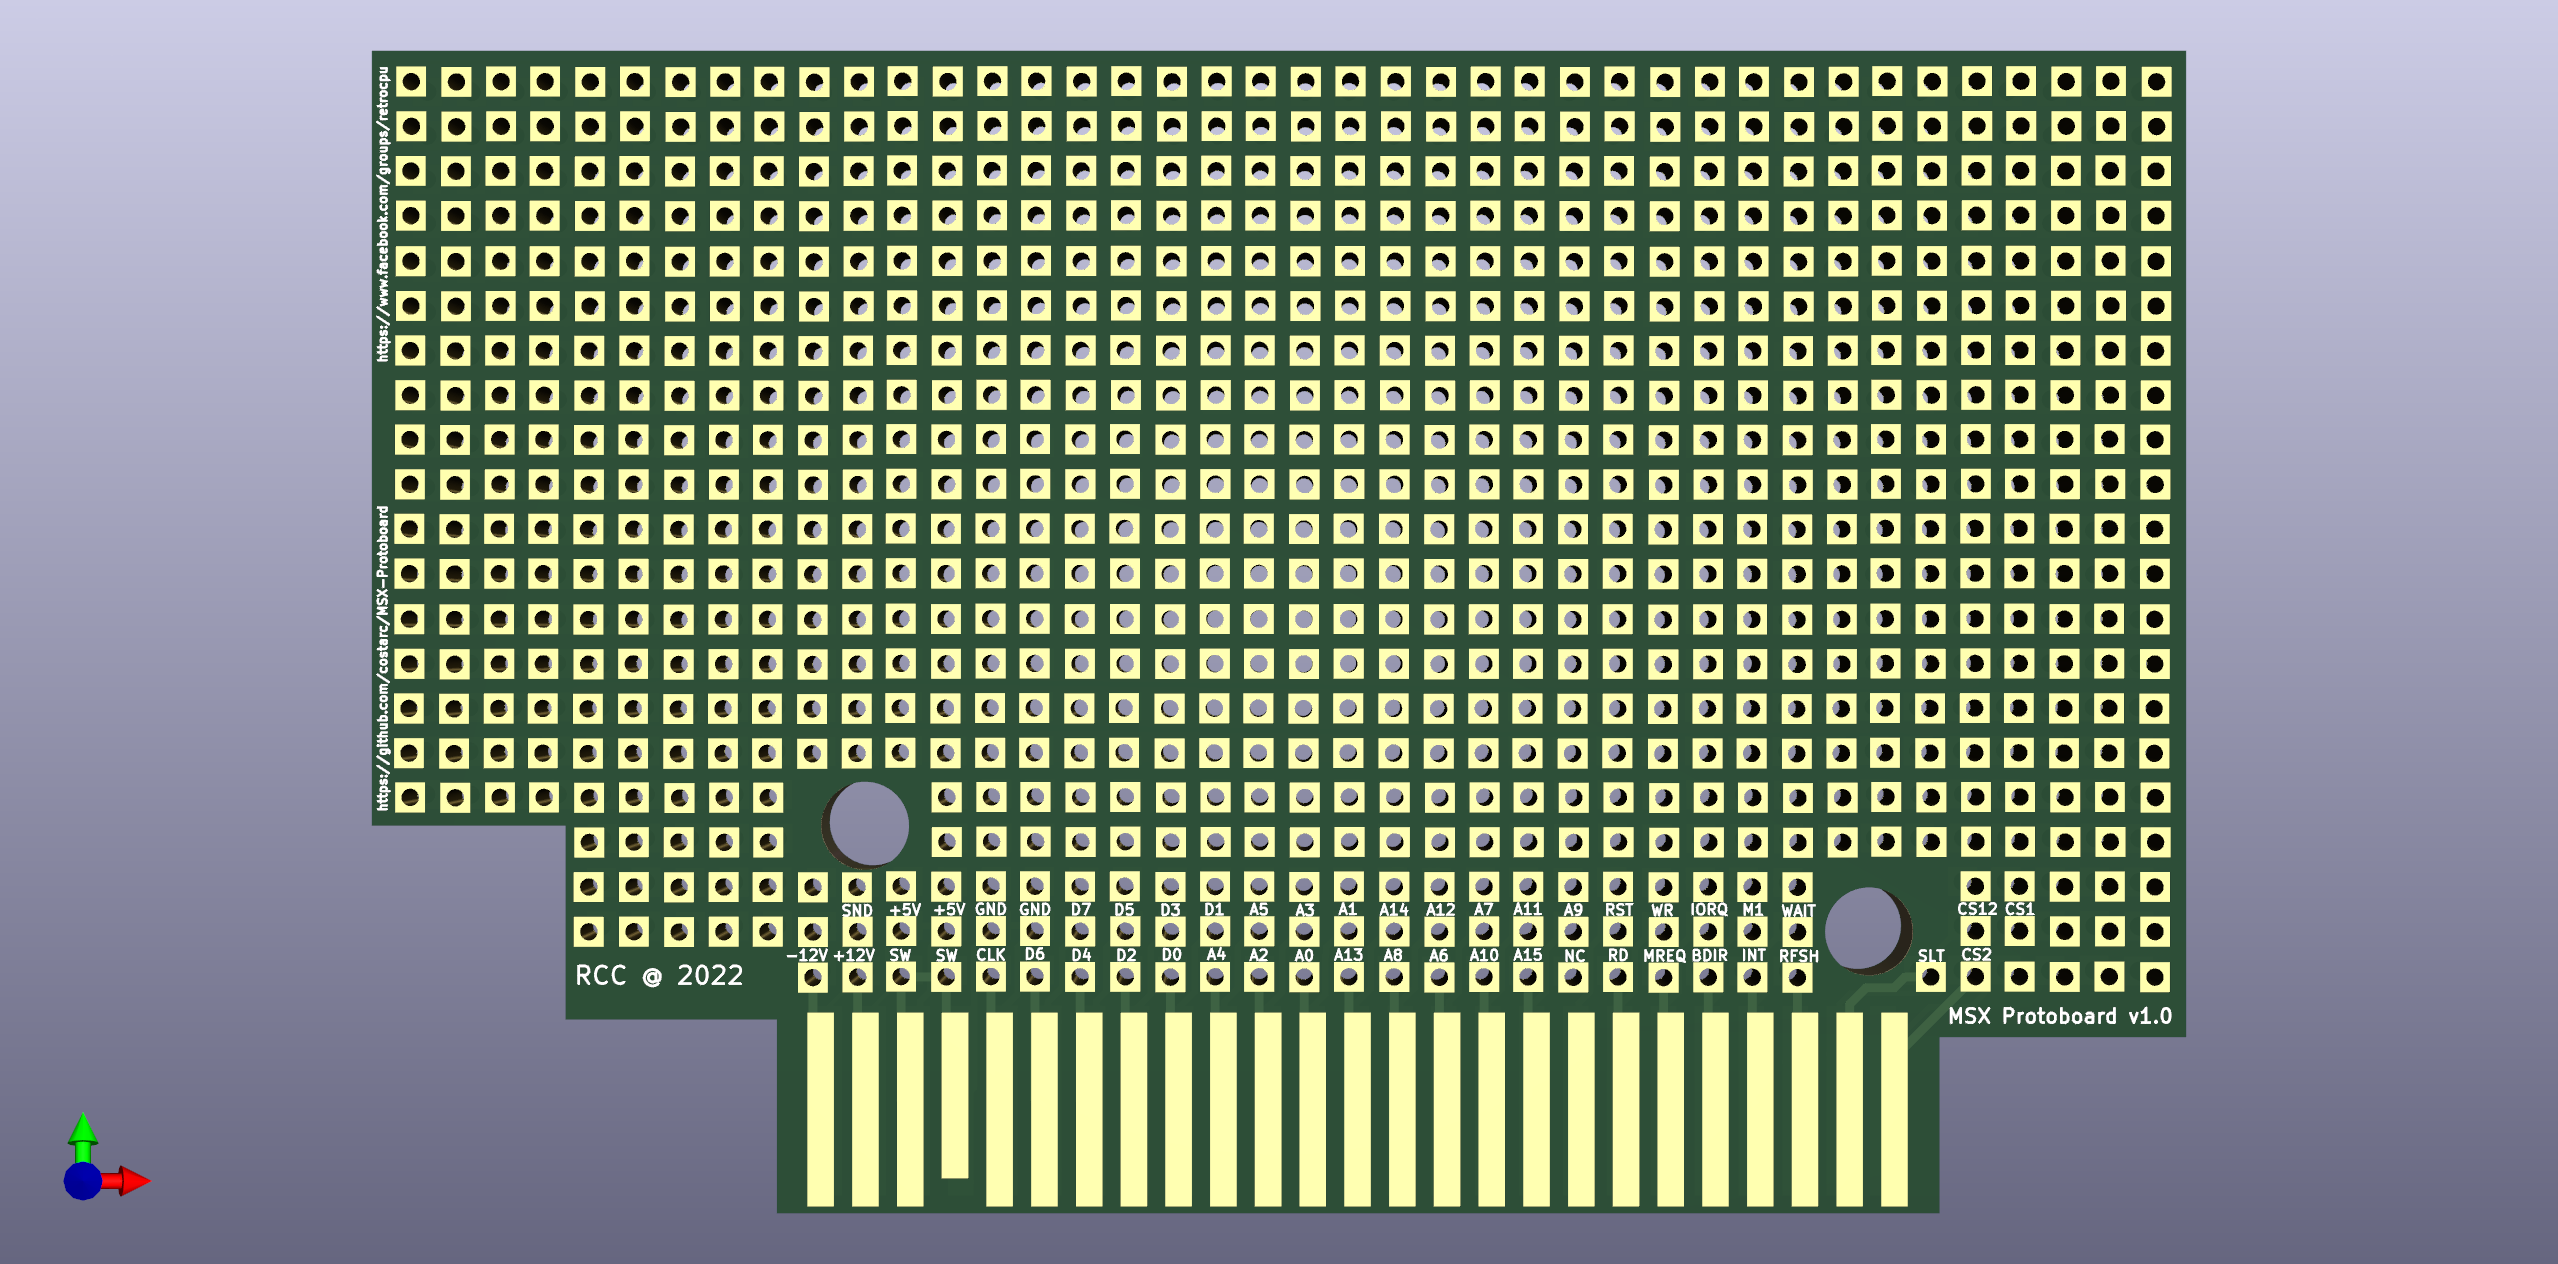 https://www.facebook.com/groups/retrocpu
https://github.com/costarc/MSX-Protoboard
SND +5V +5V GND GND D7 D5 D3 D1 A5 A3 A1 A14 A12 A7 A11 A9 RST WR IORQ M1 WAIT CS12 CS1
-12V +12V SW SW CLK D6 D4 D2 D0 A4 A2 A0 A13 A8 A6 A10 A15 NC RD MREQ BDIR INT RFSH SLT CS2
RCC @ 2022
MSX Protoboard v1.0